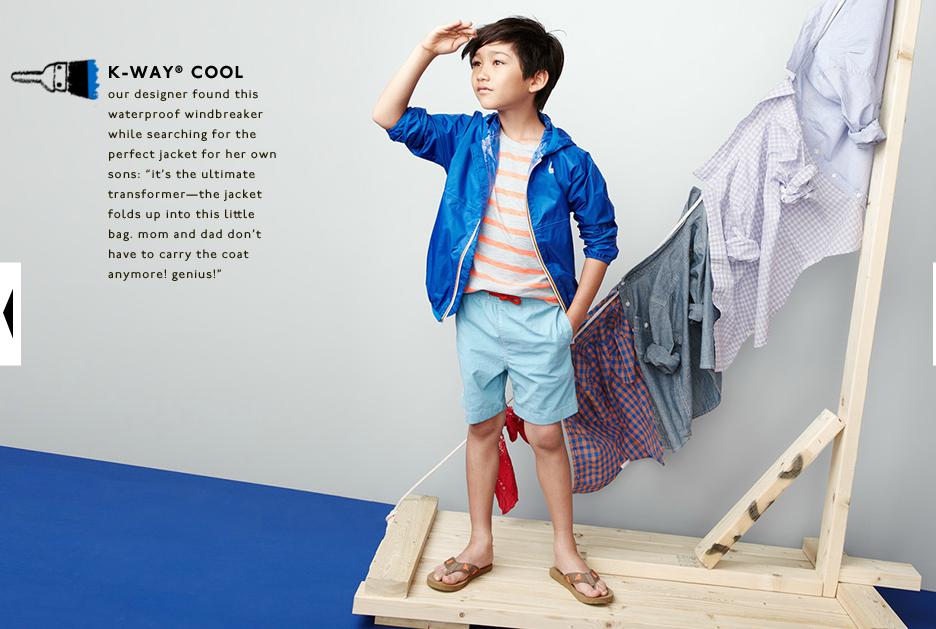 K-WAY® COOL
our designer found this
waterproof windbreaker
while searching for the
perfect jacket for her own
sons: “it’s the ultimate
transformer—the jacket
folds up into this little
bag. mom and dad don’t
have to carry the coat
anymore! genius!”